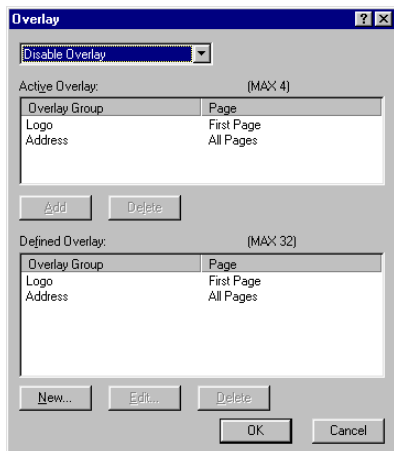 Overlay
Disable Overlay
Active Overlay: (MAX 4)
Overlay Group Page
Logo First Page
Address All Pages
Add Delete
Defined Overlay: (MAX 32)
Overlay Group Page
Logo First Page
Address All Pages
New... Edit... Delete
OK Cancel